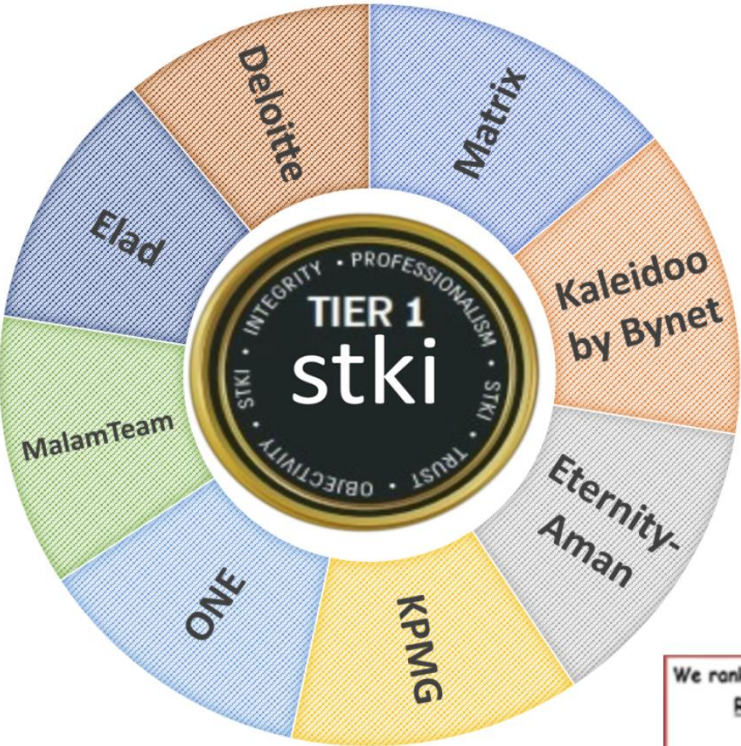 Deloitte
Matrix
Elad
Kaleidoo
by Bynet
MalamTeam
Eternity-
Aman
ONE
KPMG
INTEGRITY • PROFESSIONALISM • STKI • TRUST • OBJECTIVITY • STKI •
TIER 1
stki
We rank